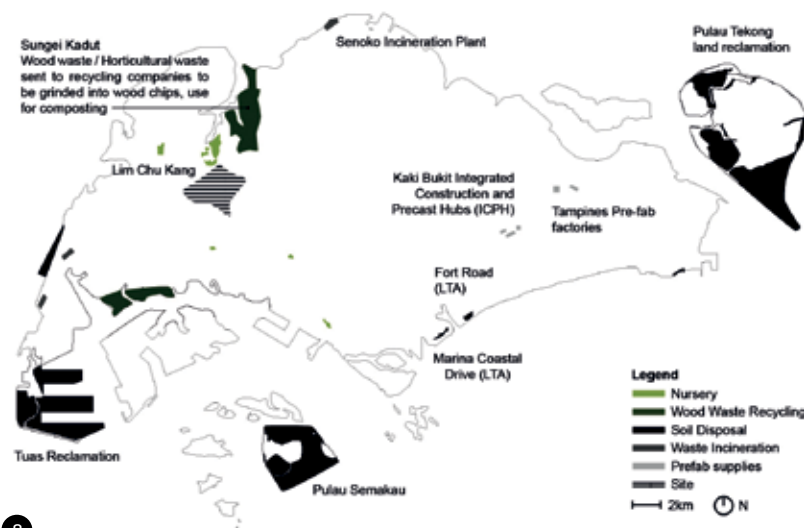 Sungei Kadut
Wood waste / Horticultural waste
sent to recycling companies to
be grinded into wood chips, use
for composting
Senoko Incineration Plant
Pulau Tekong
land reclamation
Lim Chu Kang
Kaki Bukit Integrated
Construction and
Precast Hubs (ICPH)
Tampines Pre-fab
factories
Fort Road
(LTA)
Marina Coastal
Drive (LTA)
Tuas Reclamation
Pulau Semakau
Legend
Nursery
Wood Waste Recycling
Soil Disposal
Waste Incineration
Prefab supplies
Site
2km N